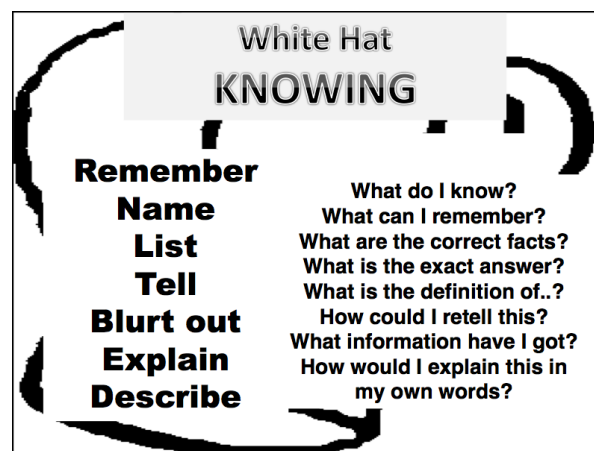 White Hat
KNOWING
Remember
Name
List
Tell
Blurt out
Explain
Describe
What do I know?
What can I remember?
What are the correct facts?
What is the exact answer?
What is the definition of..?
How could I retell this?
What information have I got?
How would I explain this in
my own words?